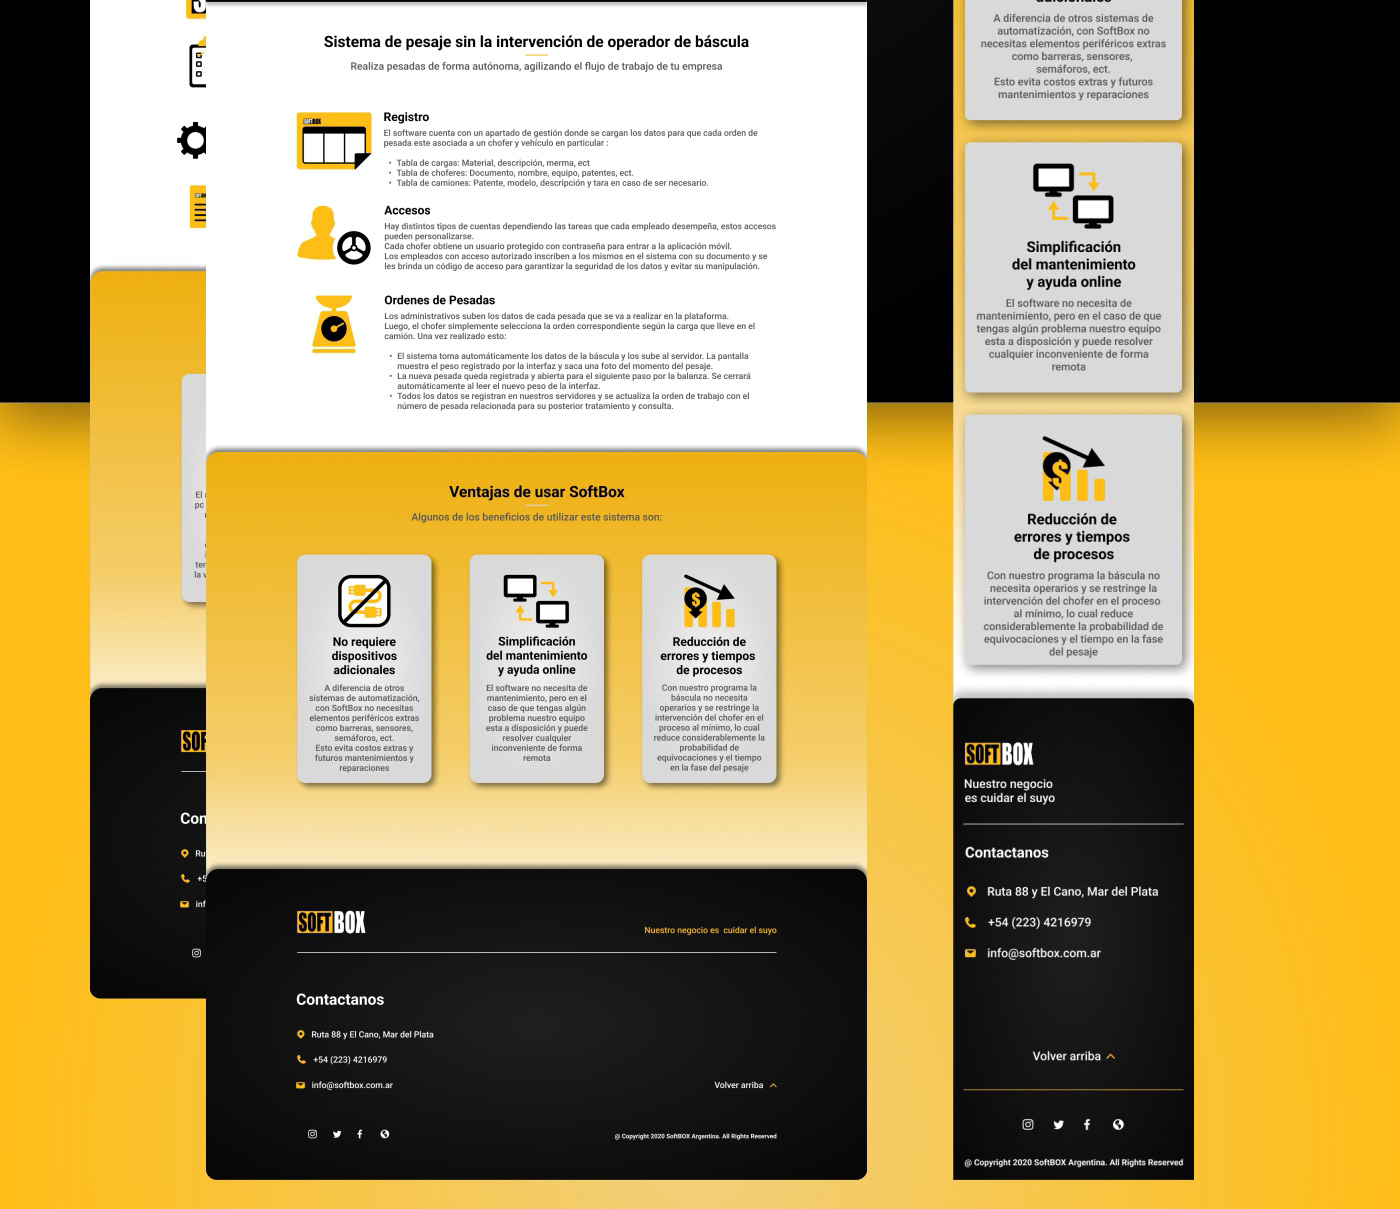 Sistema de pesaje sin la intervención de operador de báscula
Realiza pesadas de forma autónoma, agilizando el flujo de trabajo de tu empresa
SOFTBOX
Registro
El software cuenta con un apartado de gestión donde se cargan los datos para que cada orden de
pesada este asociada a un chofer y vehículo en particular :
• Tabla de cargas: Material, descripción, merma, ect
• Tabla de choferes: Documento, nombre, equipo, patentes, ect.
• Tabla de camiones: Patente, modelo, descripción y tara en caso de ser necesario.
Accesos
Hay distintos tipos de cuentas dependiendo las tareas que cada empleado desempeña, estos accesos
pueden personalizarse.
Cada chofer obtiene un usuario protegido con contraseña para entrar a la aplicación móvil.
Los empleados con acceso autorizado inscriben a los mismos en el sistema con su documento y se
les brinda un código de acceso para garantizar la seguridad de los datos y evitar su manipulación.
Ordenes de Pesadas
Los administrativos suben los datos de cada pesada que se va a realizar en la plataforma.
Luego, el chofer simplemente selecciona la orden correspondiente según la carga que lleve en el
camión. Una vez realizado esto:
• El sistema toma automáticamente los datos de la báscula y los sube al servidor. La pantalla
muestra el peso registrado por la interfaz y saca una foto del momento del pesaje.
• La nueva pesada queda registrada y abierta para el siguiente paso por la balanza. Se cerrará
automáticamente al leer el nuevo peso de la interfaz.
• Todos los datos se registran en nuestros servidores y se actualiza la orden de trabajo con el
número de pesada relacionada para su posterior tratamiento y consulta.
Ventajas de usar SoftBox
Algunos de los beneficios de utilizar este sistema son:
No requiere
dispositivos
adicionales
A diferencia de otros
sistemas de automatización,
con SoftBox no necesitas
elementos periféricos extras
como barreras, sensores,
semáforos, ect.
Esto evita costos extras y
futuros mantenimientos y
reparaciones
Simplificación
del mantenimiento
y ayuda online
El software no necesita de
mantenimiento, pero en el
caso de que tengas algún
problema nuestro equipo
esta a disposición y puede
resolver cualquier
inconveniente de forma
remota
Reducción de
errores y tiempos
de procesos
Con nuestro programa la
báscula no necesita
operarios y se restringe la
intervención del chofer en el
proceso al mínimo, lo cual
reduce considerablemente la
probabilidad de
equivocaciones y el tiempo
en la fase del pesaje
SOFTBOX
Nuestro negocio es cuidar el suyo
Contactanos
Ruta 88 y El Cano, Mar del Plata
+54 (223) 4216979
info@softbox.com.ar
Volver arriba
@ Copyright 2020 SoftBOX Argentina. All Rights Reserved
A diferencia de otros sistemas de
automatización, con SoftBox no
necesitas elementos periféricos extras
como barreras, sensores,
semáforos, ect.
Esto evita costos extras y futuros
mantenimientos y reparaciones
Simplificación
del mantenimiento
y ayuda online
El software no necesita de
mantenimiento, pero en el caso de que
tengas algún problema nuestro equipo
esta a disposición y puede resolver
cualquier inconveniente de forma
remota
Reducción de
errores y tiempos
de procesos
Con nuestro programa la báscula no
necesita operarios y se restringe la
intervención del chofer en el proceso
al mínimo, lo cual reduce
considerablemente la probabilidad de
equivocaciones y el tiempo en la fase
del pesaje
SOFTBOX
Nuestro negocio
es cuidar el suyo
Contactanos
Ruta 88 y El Cano, Mar del Plata
+54 (223) 4216979
info@softbox.com.ar
Volver arriba
@ Copyright 2020 SoftBOX Argentina. All Rights Reserved